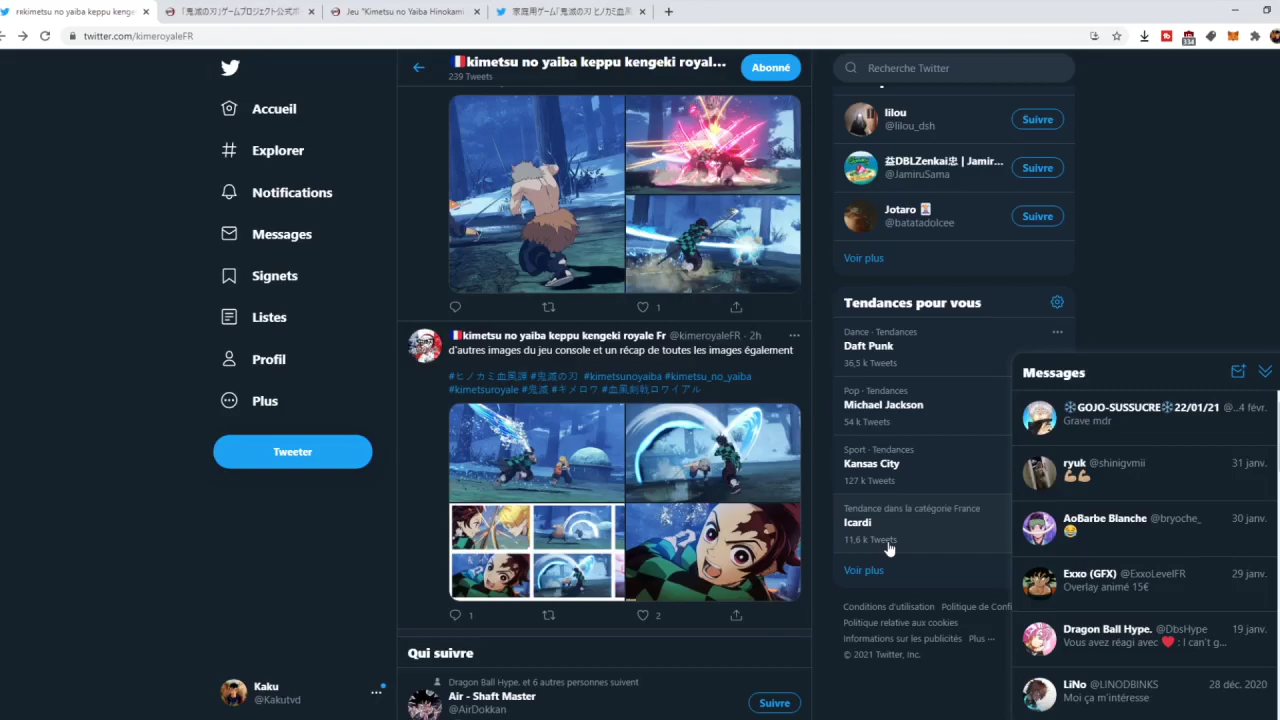 kimetsu no yaiba keppu kenge
「鬼滅の刃」ゲームプロジェクト公式ポ
Jeu "Kimetsu no Yaiba Hinokami
家庭用ゲーム「鬼滅の刃 ヒノカミ血風
twitter.com/kimeroyaleFR
334
Accueil
Explorer
Notifications
Messages
Signets
Listes
Profil
Plus
Tweeter
Kaku
@Kakutvd
kimetsu no yaiba keppu kengeki royal...
239 Tweets
Abonné
1
kimetsu no yaiba keppu kengeki royale Fr @kimeroyaleFR · 2h
d'autres images du jeu console et un récap de toutes les images également
#ヒノカミ血風譚 #鬼滅の刃 #kimetsunoyaiba #kimetsu_no_yaiba
#kimetsuroyale #鬼滅 #キメロワ #血風剣戟ロワイアル
1
2
Qui suivre
Dragon Ball Hype. et 6 autres personnes suivent
Air - Shaft Master
@AirDokkan
Suivre
Recherche Twitter
lilou
@lilou_dsh
Suivre
益DBLZenkai忠 | Jamir...
@JamiruSama
Suivre
Jotaro
@batatadolcee
Suivre
Voir plus
Tendances pour vous
Dance · Tendances
Daft Punk
36,5 k Tweets
Pop · Tendances
Michael Jackson
54 k Tweets
Sport · Tendances
Kansas City
127 k Tweets
Tendance dans la catégorie France
Icardi
11,6 k Tweets
Voir plus
Conditions d'utilisation Politique de Confi
Politique relative aux cookies
Informations sur les publicités Plus ···
© 2021 Twitter, Inc.
Messages
❄GOJO-SUSSUCRE❄22/01/21 @...4 févr.
Grave mdr
ryuk @shinigvmii 31 janv.
💪🏼💪🏼
AoBarbe Blanche @bryoche_ 30 janv.
😂
Exxo (GFX) @ExxoLevelFR 29 janv.
Overlay animé 15€
Dragon Ball Hype. @DbsHype 19 janv.
Vous avez réagi avec ❤ : I can't g...
LiNo @LINODBINKS 28 déc. 2020
Moi ça m'intéresse